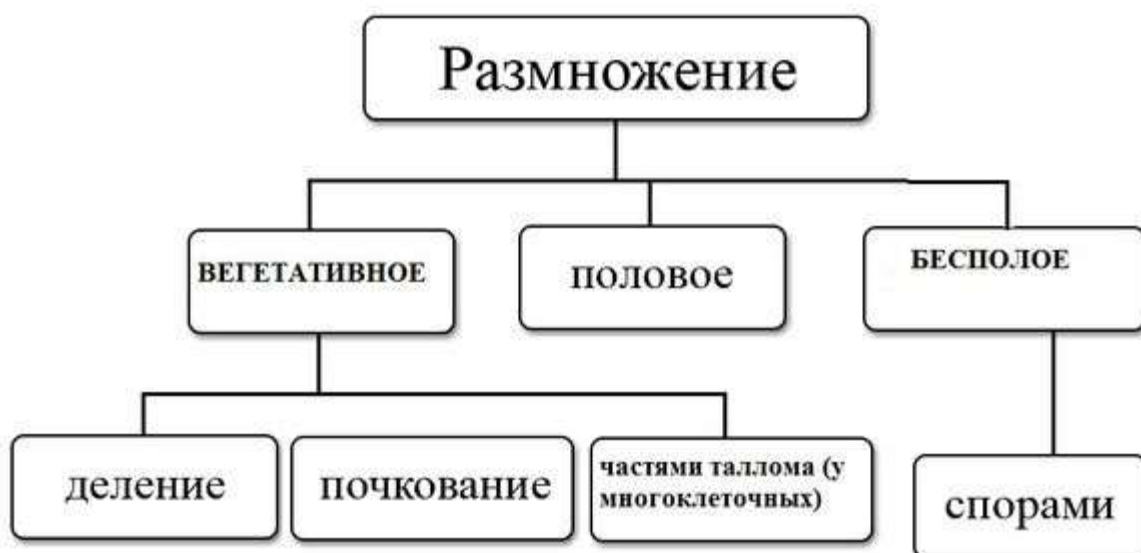 Размножение
ВЕГЕТАТИВНОЕ
половое
БЕСПОЛОЕ
деление
почкование
частями таллома (у
многоклеточных)
спорами